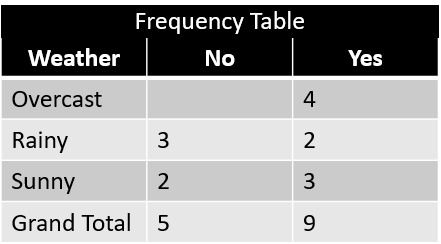 Frequency Table
Weather No Yes
Overcast 4
Rainy 3 2
Sunny 2 3
Grand Total 5 9